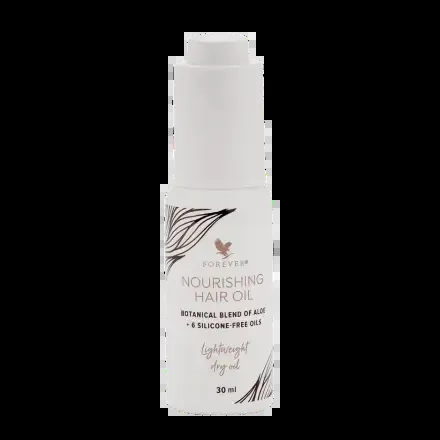 FOREVER®
NOURISHING
HAIR OIL
BOTANICAL BLEND OF ALOE
+ 6 SILICONE-FREE OILS
Lightweight
dry oil
30 ml